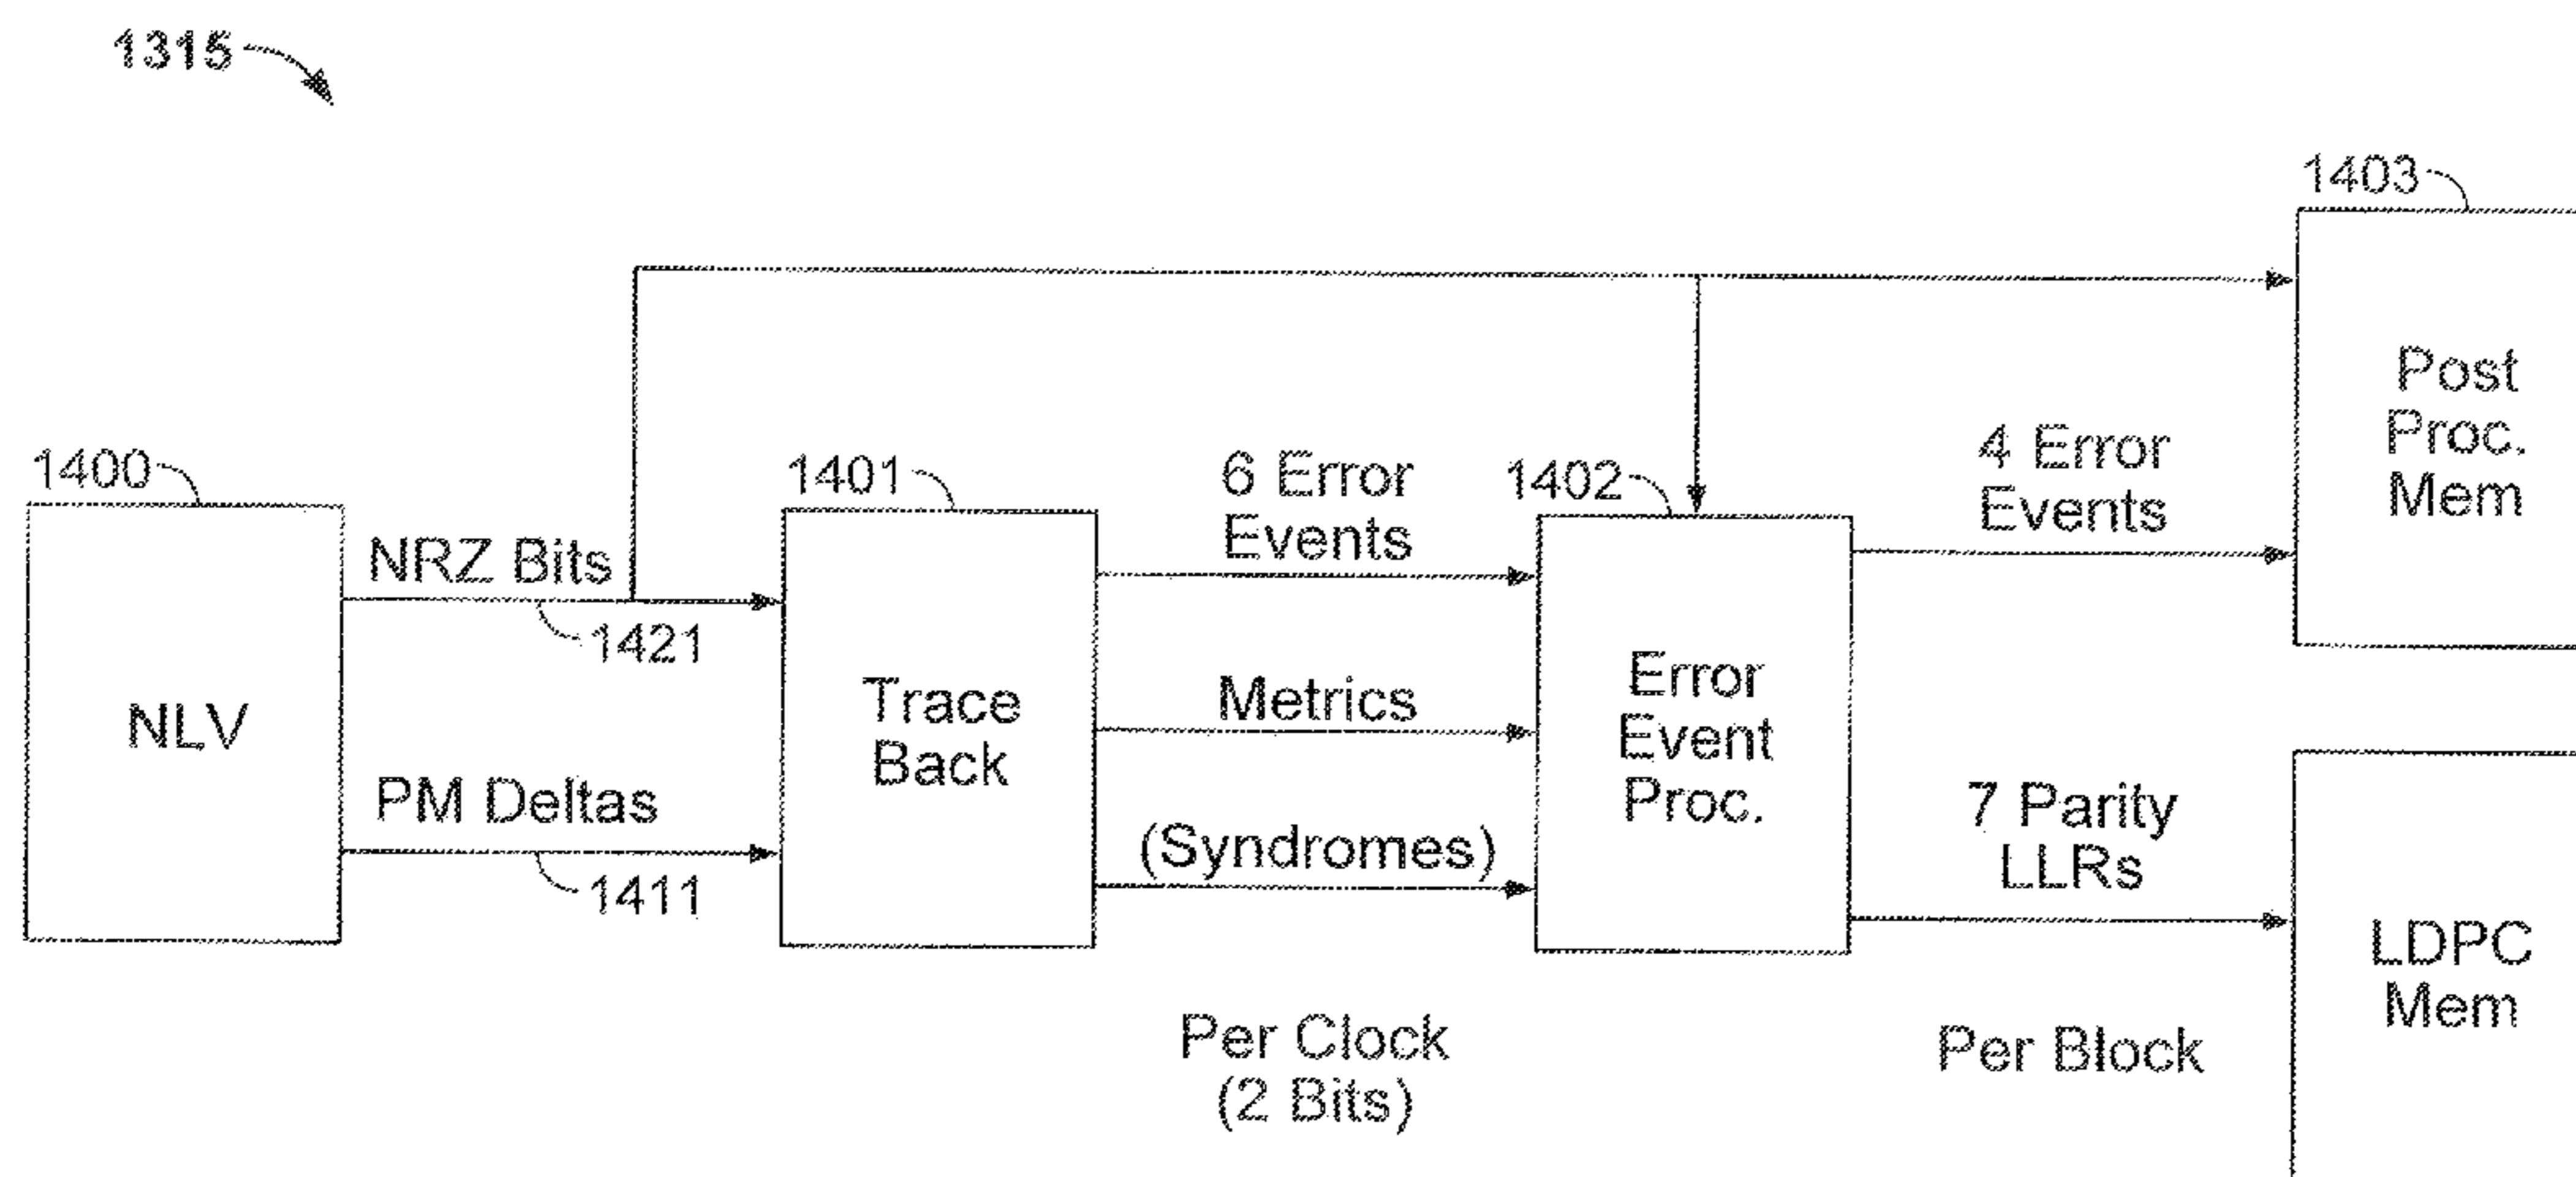 1315
1403
Post
Proc.
Mem
1400
NLV
NRZ Bits
1421
PM Deltas
1411
1401
Trace
Back
6 Error
Events
Metrics
(Syndromes)
Per Clock
(2 Bits)
1402
Error
Event
Proc.
4 Error
Events
7 Parity
LLRs
Per Block
LDPC
Mem